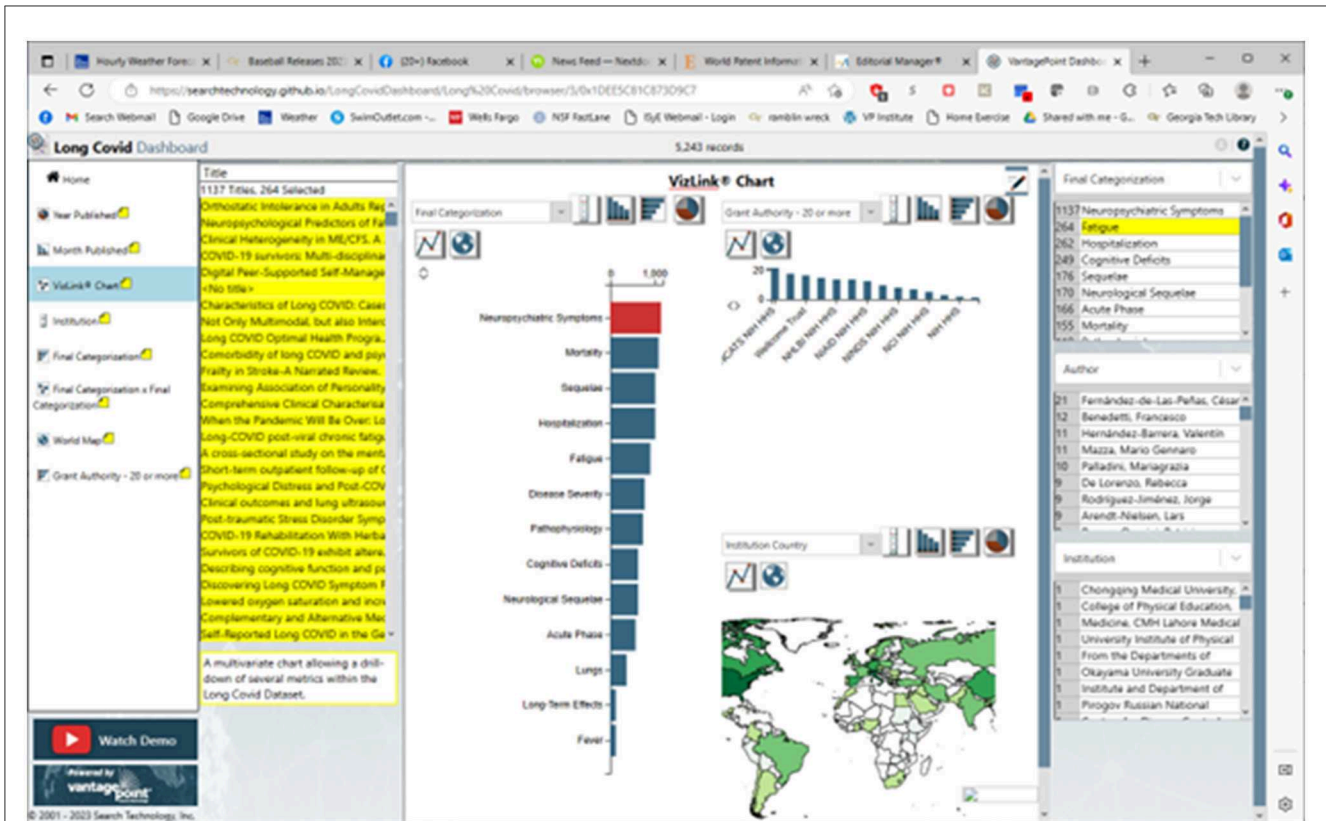 Hourly Weather Forec
Baseball Releases 202
(20+) Facebook
News Feed — Nextdo
World Patent Informat
Editorial Manager®
VantagePoint Dashbo
https://searchtechnology.github.io/LongCovidDashboard/Long%20Covid/browser/3/0x1DEE5C81C873D9C7
Search Webmail
Google Drive
Weather
SwimOutlet.com -...
Wells Fargo
NSF FastLane
ISyE Webmail - Login
ramblin wreck
VP Institute
Home Exercise
Shared with me - G...
Georgia Tech Library
Long Covid Dashboard
5,243 records
Home
Year Published
Month Published
VizLink® Chart
Institution
Final Categorization
Final Categorization x Final
Categorization
World Map
Grant Authority - 20 or more
Watch Demo
Powered by
vantagepoint
© 2001 - 2023 Search Technology, Inc.
Title
1137 Titles, 264 Selected
Orthostatic Intolerance in Adults Rep
Neuropsychological Predictors of Fat
Clinical Heterogeneity in ME/CFS. A
COVID-19 survivors: Multi-disciplinar
Digital Peer-Supported Self-Manage
<No title>
Characteristics of Long COVID: Cases
Not Only Multimodal, but also Interc
Long COVID Optimal Health Progra..
Comorbidity of long COVID and psyc
Frailty in Stroke-A Narrated Review.
Examining Association of Personality
Comprehensive Clinical Characterisa
When the Pandemic Will Be Over: Lo
Long-COVID post-viral chronic fatigu
A cross-sectional study on the menta
Short-term outpatient follow-up of C
Psychological Distress and Post-COV
Clinical outcomes and lung ultrasour
Post-traumatic Stress Disorder Symp
COVID-19 Rehabilitation With Herba
Survivors of COVID-19 exhibit altere.
Describing cognitive function and ps
Discovering Long COVID Symptom P
Lowered oxygen saturation and incre
Complementary and Alternative Med
Self-Reported Long COVID in the Ge
A multivariate chart allowing a drill-
down of several metrics within the
Long Covid Dataset.
VizLink® Chart
Final Categorization
0 1,000
Neuropsychiatric Symptoms
Mortality
Sequelae
Hospitalization
Fatigue
Disease Severity
Pathophysiology
Cognitive Deficits
Neurological Sequelae
Acute Phase
Lungs
Long-Term Effects
Fever
Grant Authority - 20 or more
20
0
NCATS NIH HHS
Wellcome Trust
NHLBI NIH HHS
NIAID NIH HHS
NINDS NIH HHS
NCI NIH HHS
NIH HHS
Institution Country
Final Categorization
1137 Neuropsychiatric Symptoms
264 Fatigue
262 Hospitalization
249 Cognitive Deficits
176 Sequelae
170 Neurological Sequelae
166 Acute Phase
155 Mortality
Author
21 Fernández-de-Las-Peñas, César
12 Benedetti, Francesco
11 Hernández-Barrera, Valentín
11 Mazza, Mario Gennaro
10 Palladini, Mariagrazia
9 De Lorenzo, Rebecca
9 Rodríguez-Jiménez, Jorge
9 Arendt-Nielsen, Lars
Institution
1 Chongqing Medical University,
1 College of Physical Education,
1 Medicine, CMH Lahore Medical
1 University Institute of Physical
1 From the Departments of
1 Okayama University Graduate
1 Institute and Department of
1 Pirogov Russian National